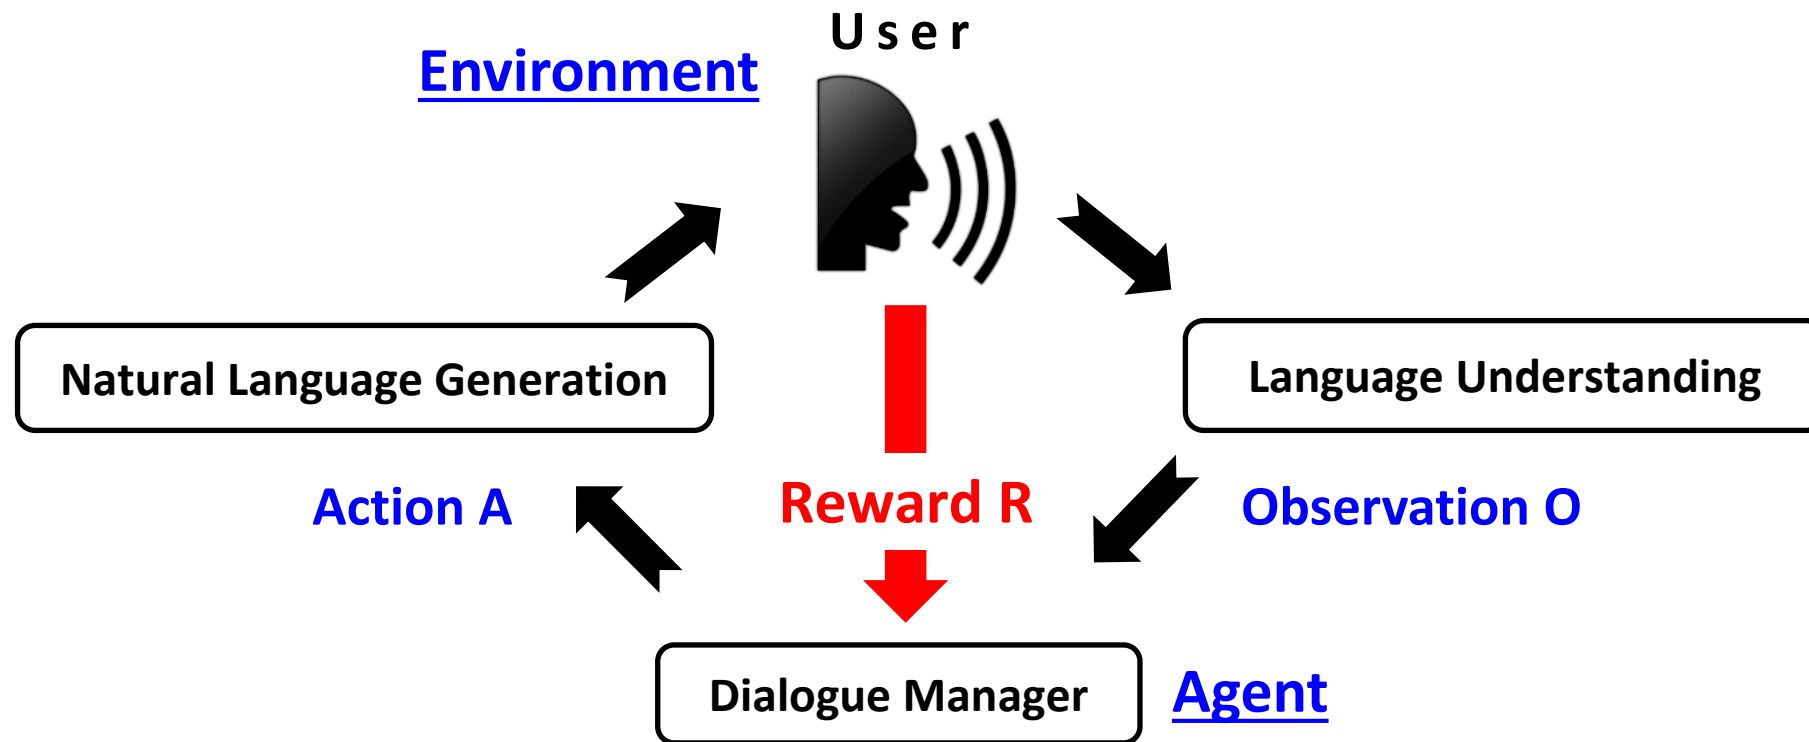 User
Environment
Natural Language Generation
Language Understanding
Action A
Reward R
Observation O
Dialogue Manager
Agent